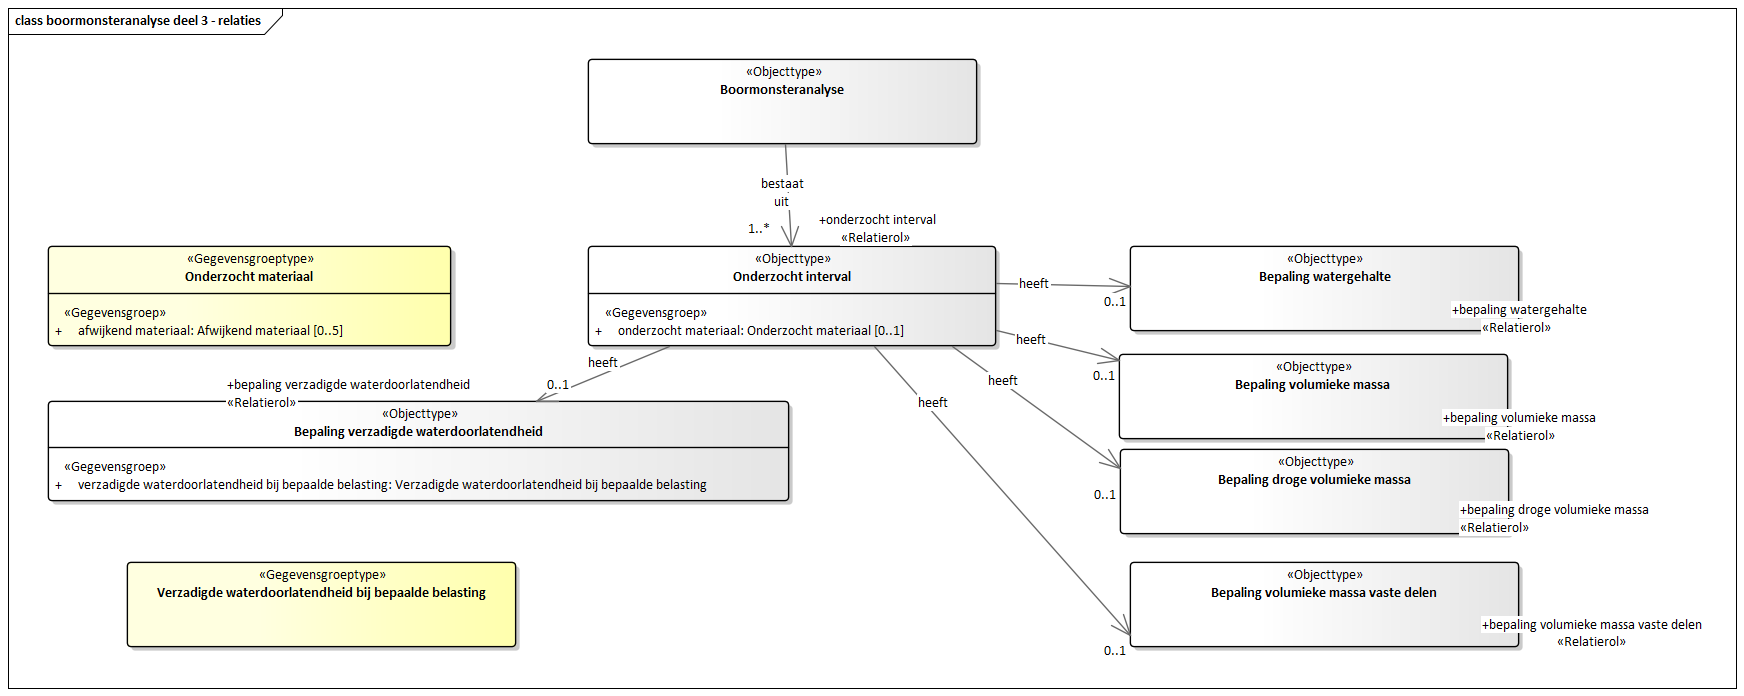 class boormonsteranalyse deel 3 - relaties
«Objecttype»
Boormonsteranalyse
bestaat
uit
1..*
+onderzocht interval
«Relatierol»
«Gegevensgroeptype»
Onderzocht materiaal
«Gegevensgroep»
+ afwijkend materiaal: Afwijkend materiaal [0..5]
«Objecttype»
Onderzocht interval
«Gegevensgroep»
+ onderzocht materiaal: Onderzocht materiaal [0..1]
heeft
0..1
«Objecttype»
Bepaling watergehalte
+bepaling watergehalte
«Relatierol»
heeft
0..1
«Objecttype»
Bepaling volumieke massa
+bepaling volumieke massa
«Relatierol»
heeft
0..1
+bepaling verzadigde waterdoorlatendheid
«Relatierol»
«Objecttype»
Bepaling verzadigde waterdoorlatendheid
«Gegevensgroep»
+ verzadigde waterdoorlatendheid bij bepaalde belasting: Verzadigde waterdoorlatendheid bij bepaalde belasting
heeft
0..1
«Objecttype»
Bepaling droge volumieke massa
+bepaling droge volumieke massa
«Relatierol»
heeft
0..1
«Objecttype»
Bepaling volumieke massa vaste delen
+bepaling volumieke massa vaste delen
«Relatierol»
«Gegevensgroeptype»
Verzadigde waterdoorlatendheid bij bepaalde belasting